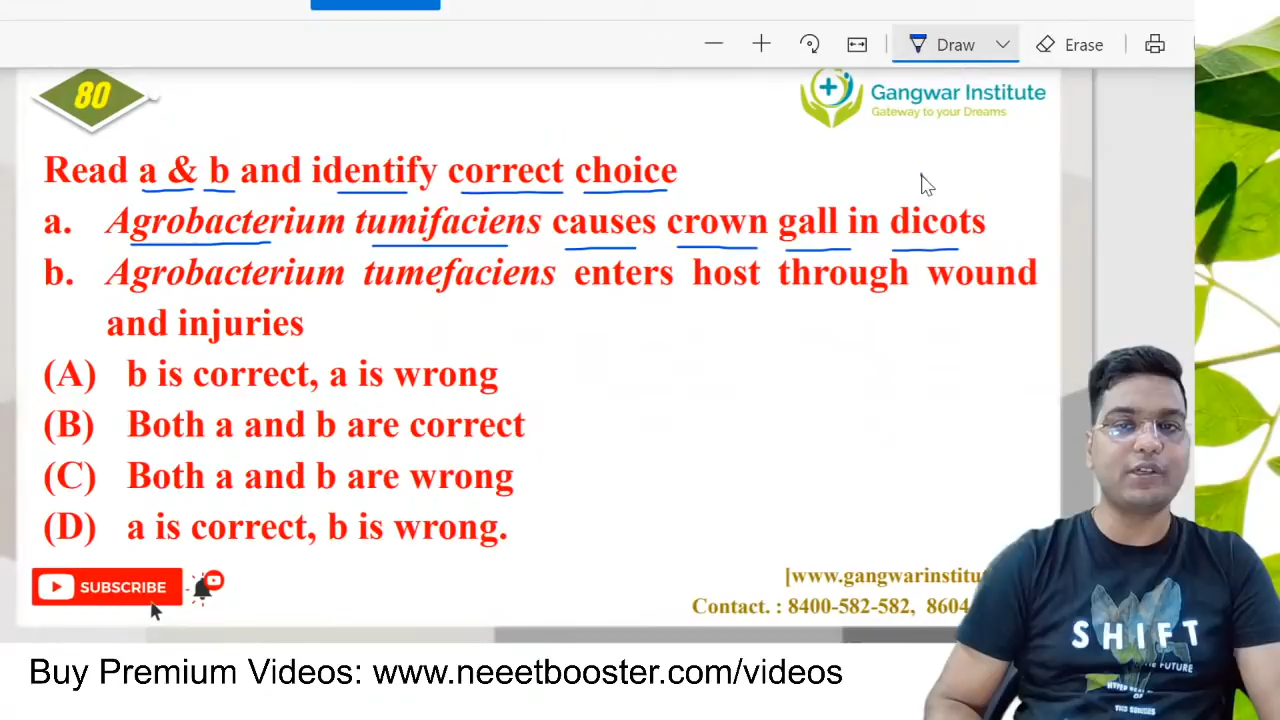 Draw
Erase
80
Gangwar Institute
Gateway to your Dreams
Read a & b and identify correct choice
a. Agrobacterium tumifaciens causes crown gall in dicots
b. Agrobacterium tumefaciens enters host through wound
and injuries
(A) b is correct, a is wrong
(B) Both a and b are correct
(C) Both a and b are wrong
(D) a is correct, b is wrong.
SUBSCRIBE
[www.gangwarinstitu
Contact. : 8400-582-582, 8604
SHIFT
THE FUTURE
Buy Premium Videos: www.neeetbooster.com/videos